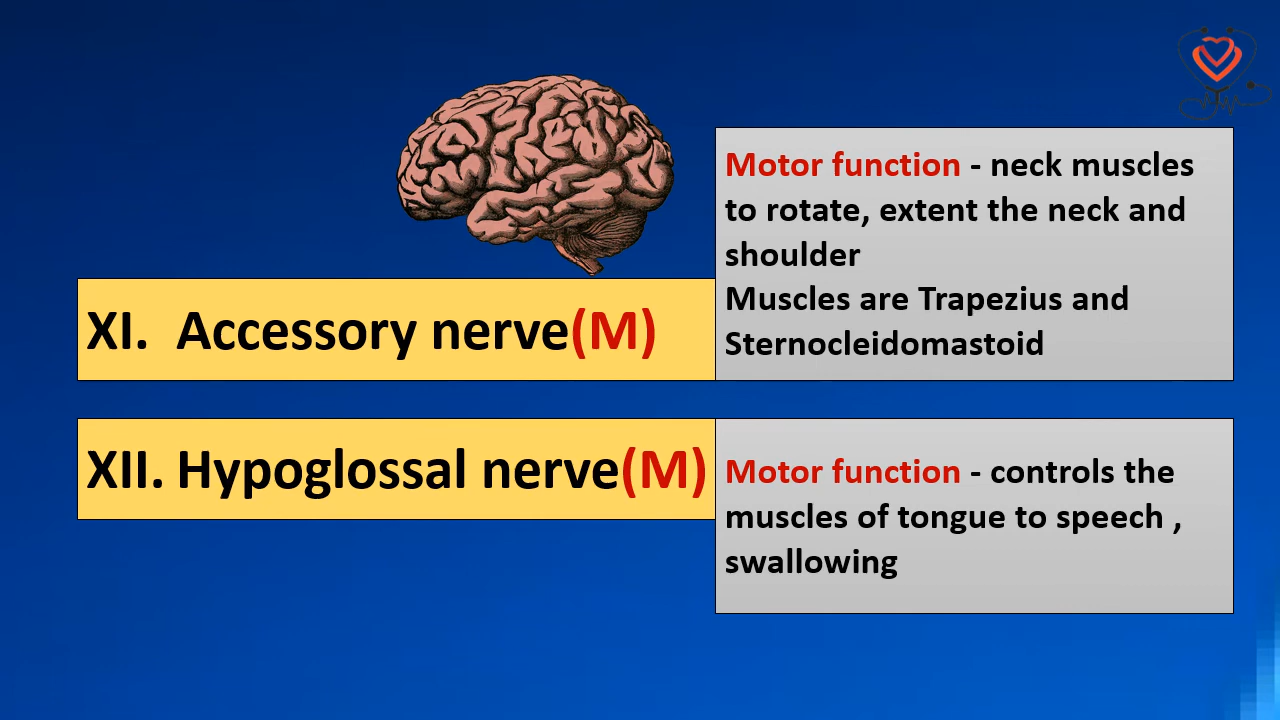 XI. Accessory nerve(M)
Motor function - neck muscles
to rotate, extent the neck and
shoulder
Muscles are Trapezius and
Sternocleidomastoid
XII. Hypoglossal nerve(M)
Motor function - controls the
muscles of tongue to speech ,
swallowing